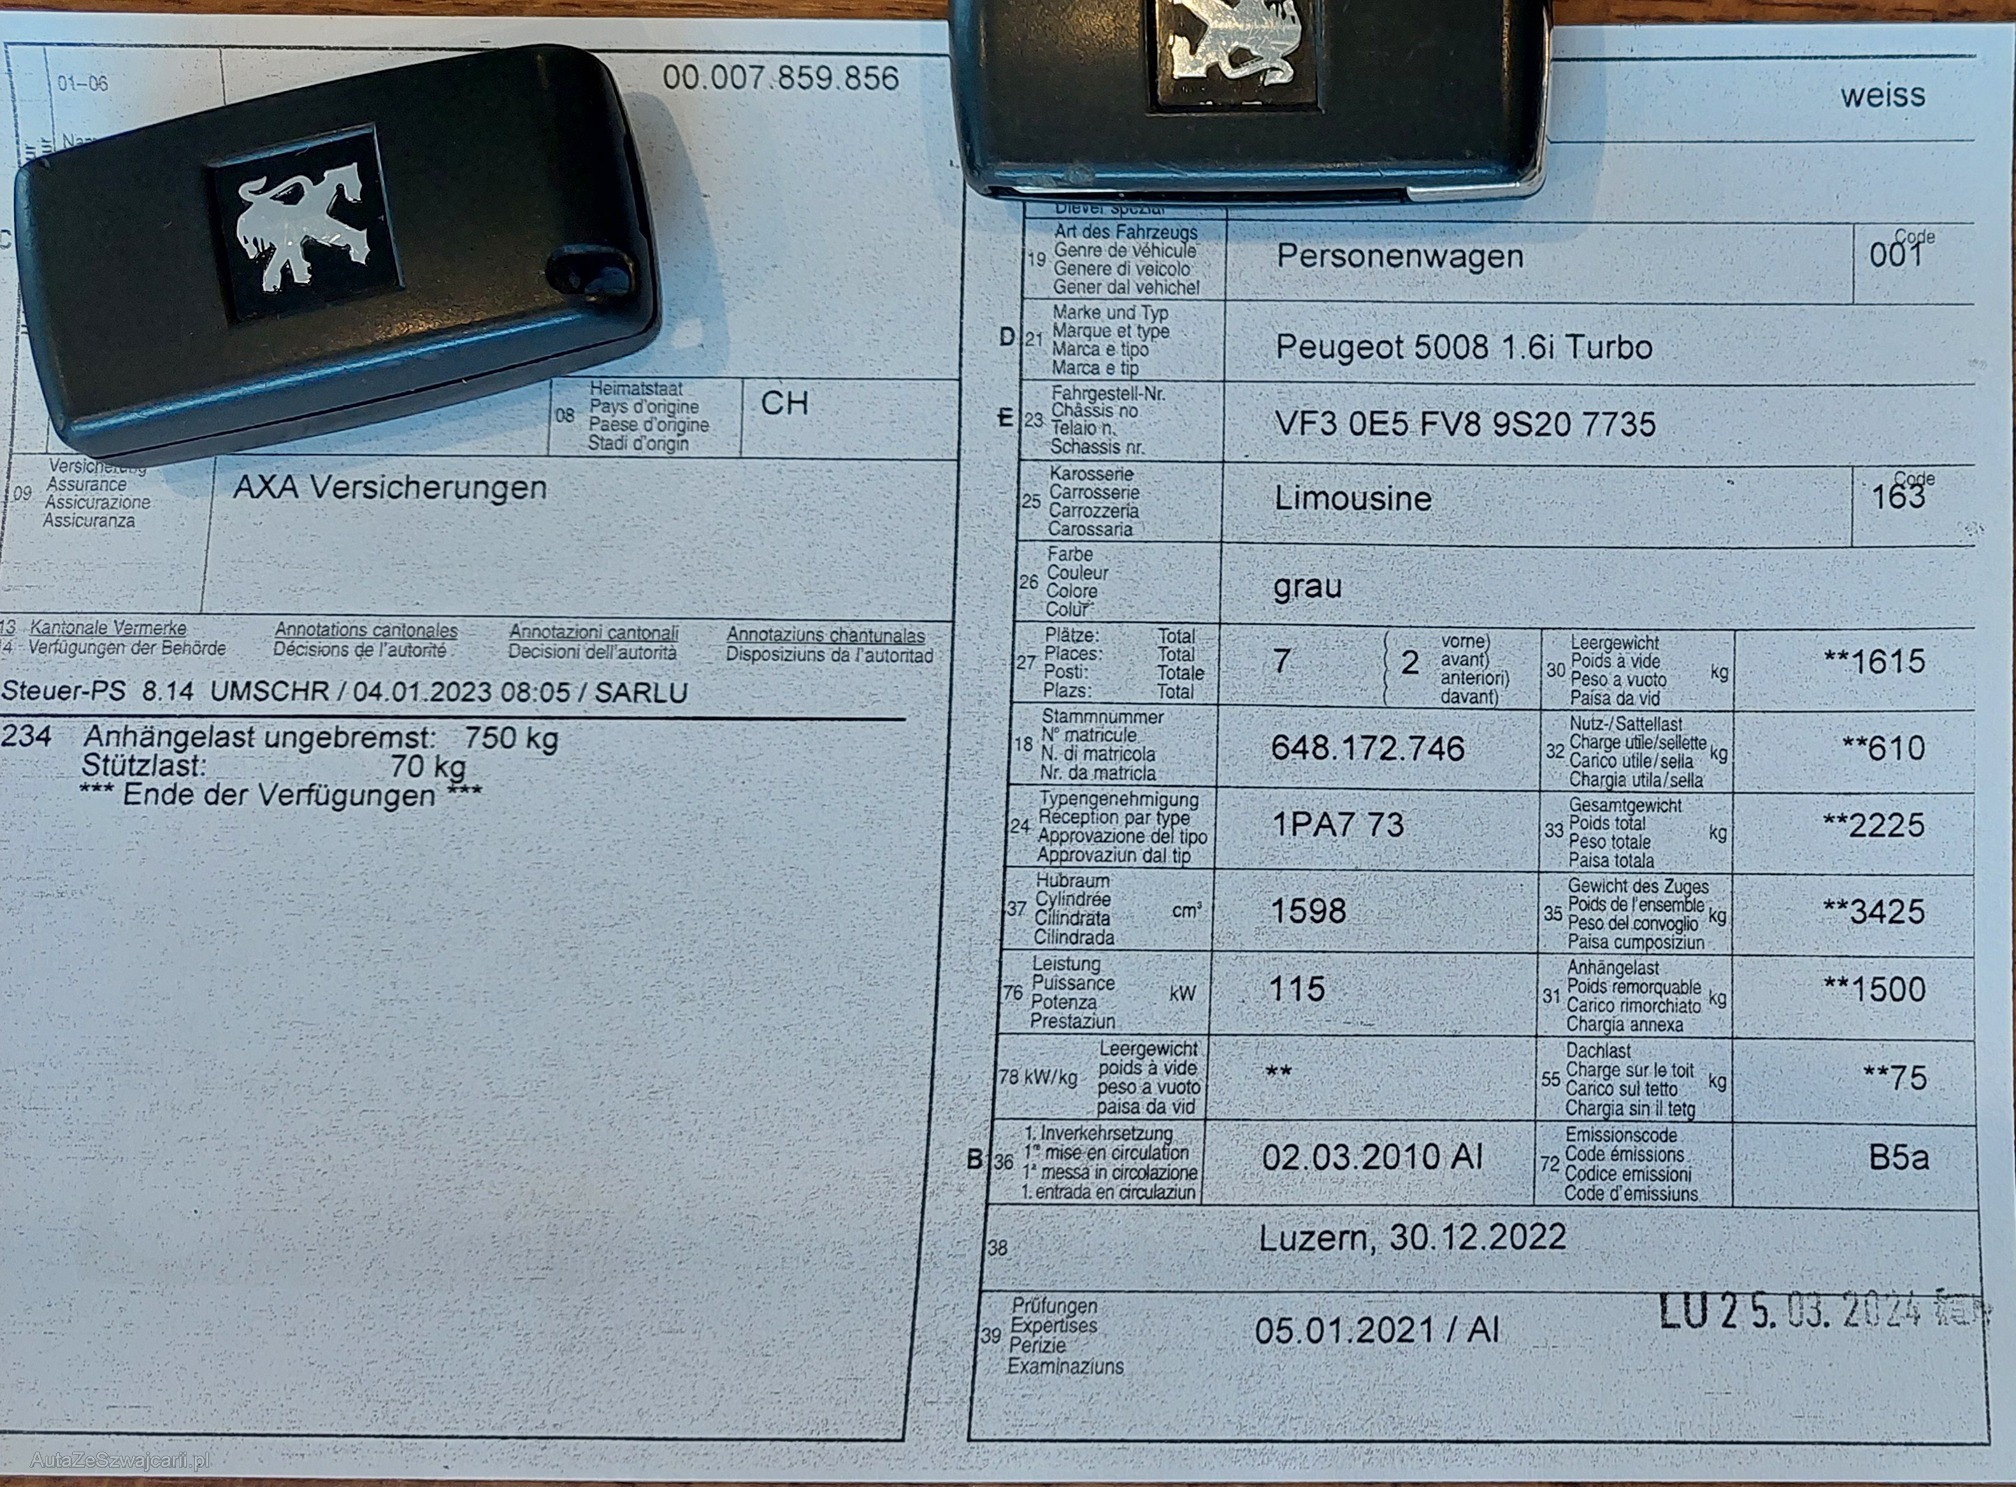 01-06
00.007.859.856
weiss
Art des Fahrzeugs
19 Genre de véhicule
Genere di veicolo
Gener dal vehichel
Personenwagen
Code
001
D 21 Marke und Typ
Marque et type
Marca e tipo
Marca e tip
Peugeot 5008 1.6i Turbo
08 Heimatstaat
Pays d'origine
Paese d'origine
Stadi d'origin
CH
E 23 Fahrgestell-Nr.
Châssis no
Telaio n.
Schassis nr.
VF3 0E5 FV8 9S20 7735
09
Assurance
Assicurazione
Assicuranza
AXA Versicherungen
25 Karosserie
Carrosserie
Carrozzeria
Carossaria
Limousine
Code
163
26 Farbe
Couleur
Colore
Colur
grau
13 Kantonale Vermerke Annotations cantonales Annotazioni cantonali Annotaziuns chantunalas
Verfügungen der Behörde Décisions de l'autorité Decisioni dell'autorità Disposiziuns da l'autoritad
Steuer-PS 8.14 UMSCHR / 04.01.2023 08:05 / SARLU
234 Anhängelast ungebremst: 750 kg
Stützlast: 70 kg
*** Ende der Verfügungen ***
27 Plätze: Total
Places: Total
Posti: Totale
Plazs: Total
7 ( 2 vorne)
avant)
anteriori)
davant)
30 Leergewicht
Poids à vide
Peso a vuoto
Paisa da vid
kg
**1615
18 Stammnummer
N° matricule
N. di matricola
Nr. da matricla
648.172.746
32 Nutz-/Sattellast
Charge utile/sellette
Carico utile/sella
Chargia utila/sella
kg
**610
24 Typengenehmigung
Réception par type
Approvazione del tipo
Approvaziun dal tip
1PA7 73
33 Gesamtgewicht
Poids total
Peso totale
Paisa totala
kg
**2225
37 Hubraum
Cylindrée
Cilindrata
Cilindrada
cm³
1598
35 Gewicht des Zuges
Poids de l'ensemble
Peso del convoglio
Paisa cumposiziun
kg
**3425
76 Leistung
Puissance
Potenza
Prestaziun
kW
115
31 Anhängelast
Poids remorquable
Carico rimorchiato
Chargia annexa
kg
**1500
78 kW/kg Leergewicht
poids à vide
peso a vuoto
paisa da vid
**
55 Dachlast
Charge sur le toit
Carico sul tetto
Chargia sin il tetg
kg
**75
B 36 1. Inverkehrsetzung
1re mise en circulation
1a messa in circolazione
1. entrada en circulaziun
02.03.2010 AI
72 Emissionscode
Code émissions
Codice emissioni
Code d'emissiuns
B5a
38
Luzern, 30.12.2022
39 Prüfungen
Expertises
Perizie
Examinaziuns
05.01.2021 / AI
LU 25. 03. 2024
AutaZeSzwajcarii.pl